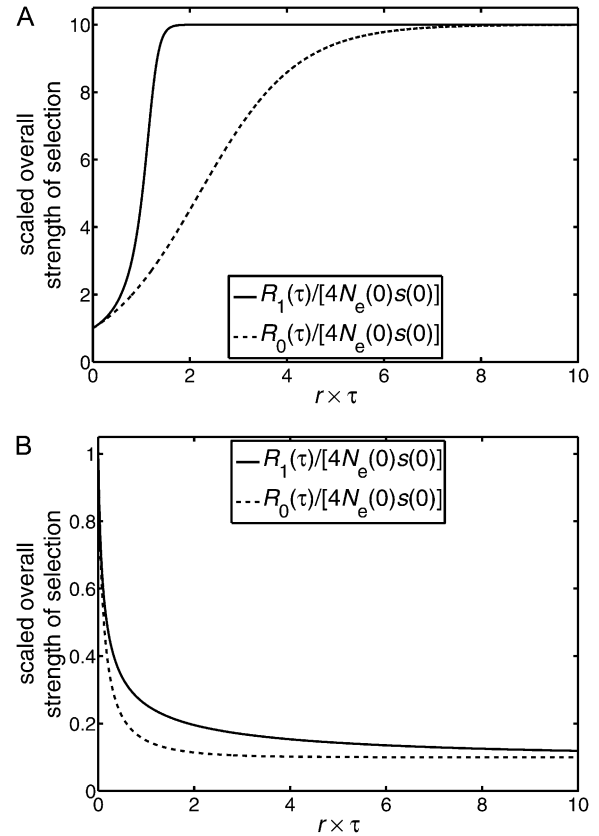 A
scaled overall
strength of selection
10
8
6
4
2
0
R₁(τ)/[4Nₑ(0)s(0)]
R₀(τ)/[4Nₑ(0)s(0)]
0 2 4 6 8 10
r × τ
B
scaled overall
strength of selection
1
0.8
0.6
0.4
0.2
0
R₁(τ)/[4Nₑ(0)s(0)]
R₀(τ)/[4Nₑ(0)s(0)]
0 2 4 6 8 10
r × τ